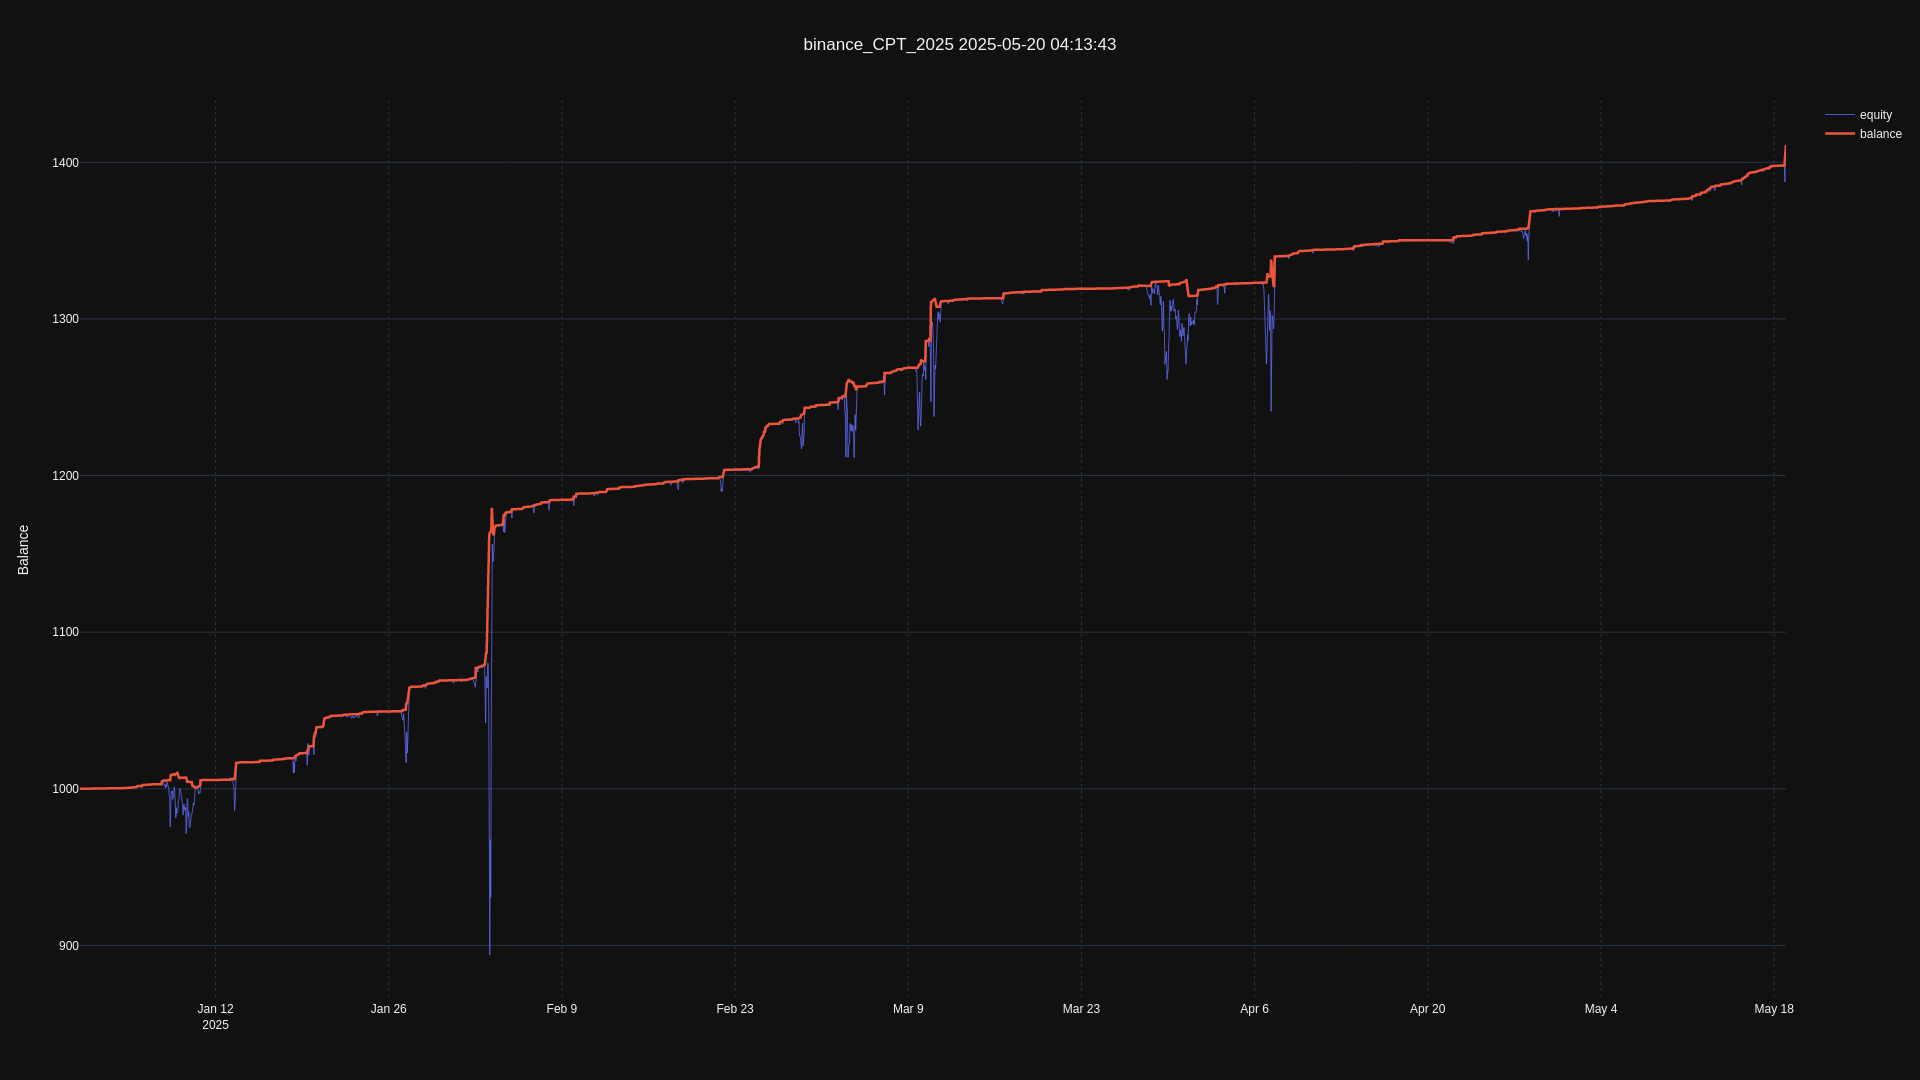 binance_CPT_2025 2025-05-20 04:13:43
equity
balance
1400
1300
1200
1100
1000
900
Balance
Jan 12
2025
Jan 26
Feb 9
Feb 23
Mar 9
Mar 23
Apr 6
Apr 20
May 4
May 18